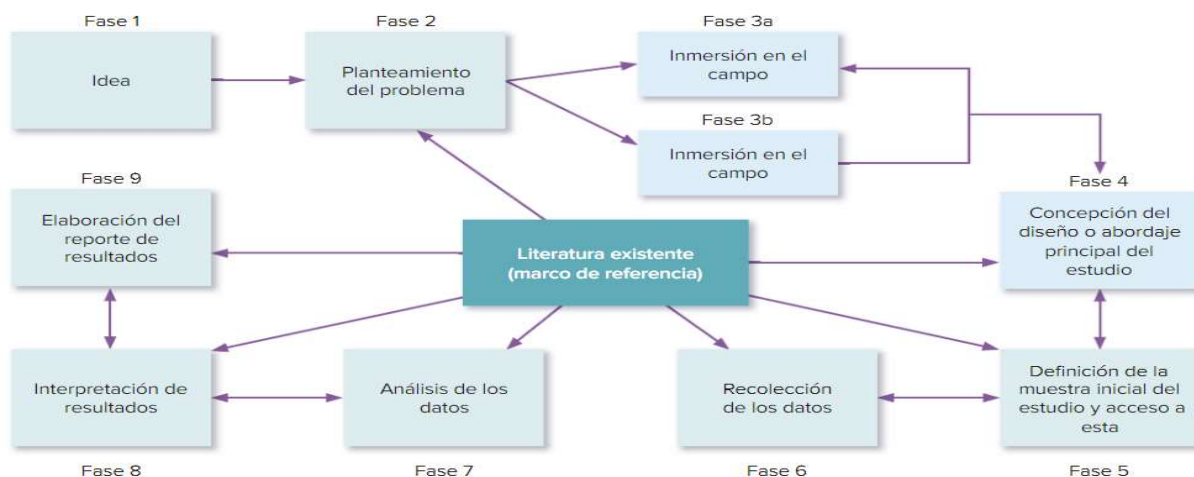 Fase 1
Idea
Fase 2
Planteamiento
del problema
Fase 3a
Inmersión en el
campo
Fase 3b
Inmersión en el
campo
Fase 4
Concepción del
diseño o abordaje
principal del
estudio
Literatura existente
(marco de referencia)
Fase 9
Elaboración del
reporte de
resultados
Interpretación de
resultados
Fase 8
Análisis de los
datos
Fase 7
Recolección
de los datos
Fase 6
Definición de la
muestra inicial del
estudio y acceso a
esta
Fase 5